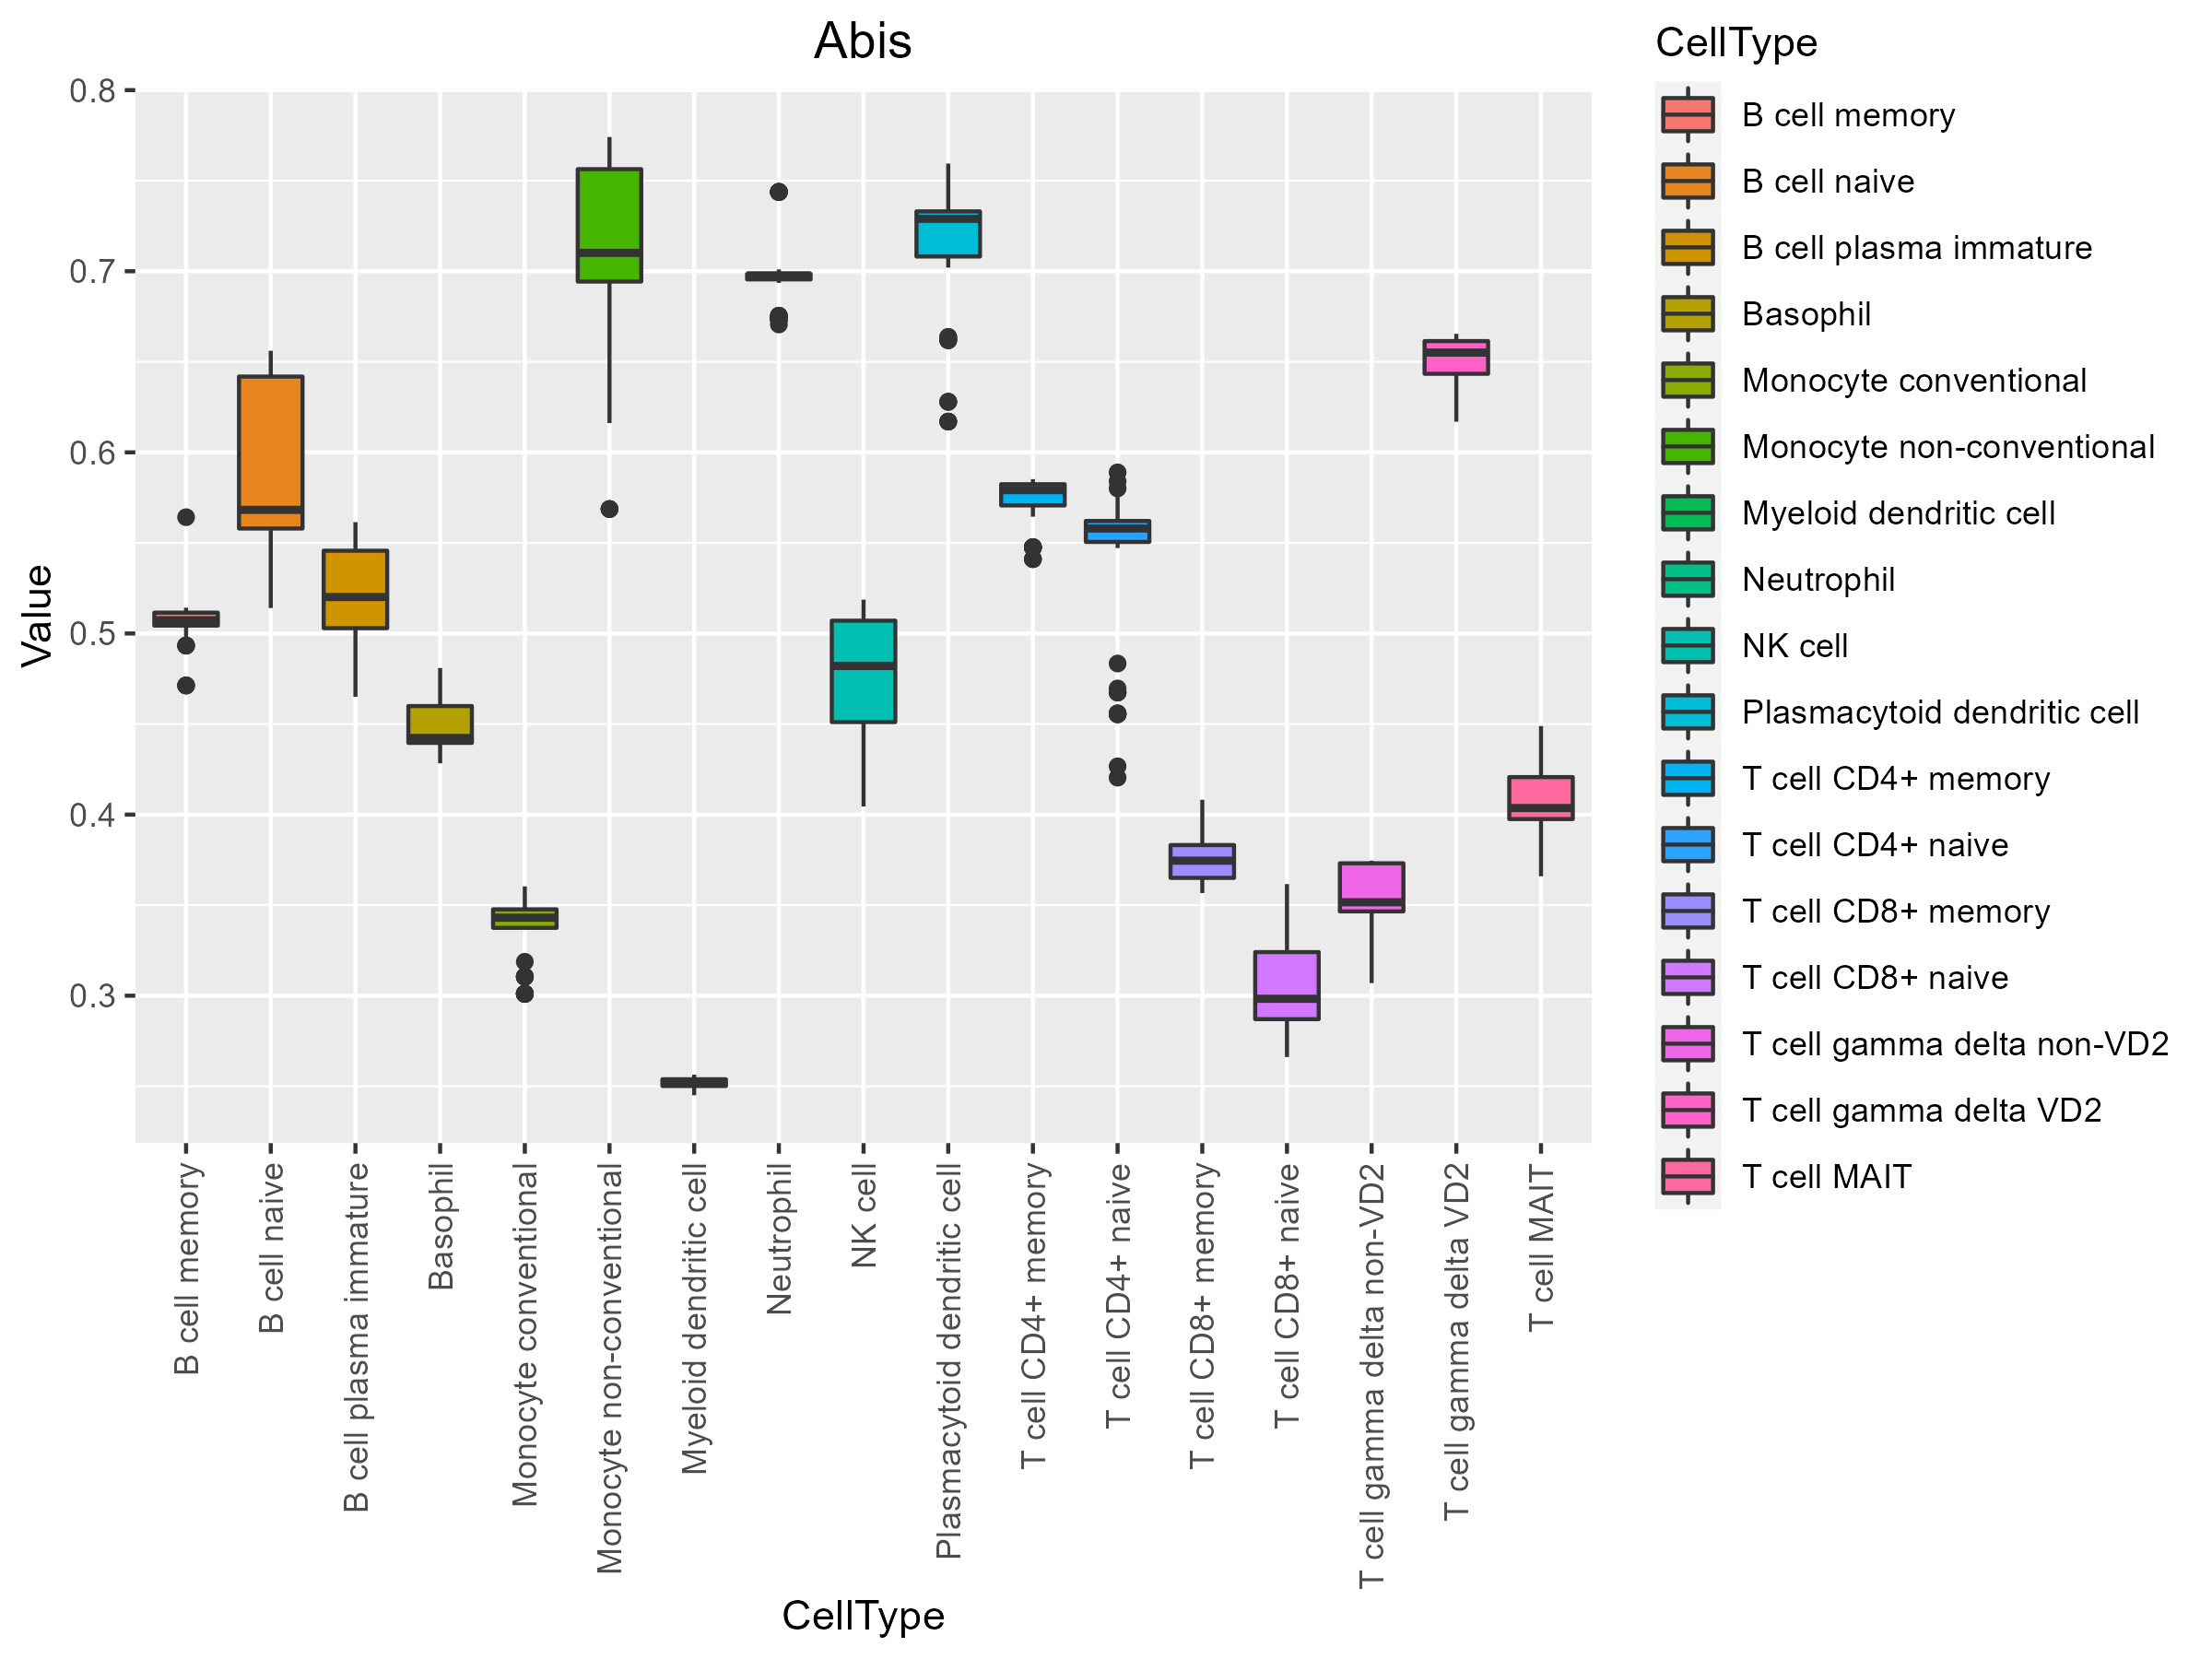 Abis
Value
0.8
0.7
0.6
0.5
0.4
0.3
B cell memory
B cell naive
B cell plasma immature
Basophil
Monocyte conventional
Monocyte non-conventional
Myeloid dendritic cell
Neutrophil
NK cell
Plasmacytoid dendritic cell
T cell CD4+ memory
T cell CD4+ naive
T cell CD8+ memory
T cell CD8+ naive
T cell gamma delta non-VD2
T cell gamma delta VD2
T cell MAIT
CellType
CellType
B cell memory
B cell naive
B cell plasma immature
Basophil
Monocyte conventional
Monocyte non-conventional
Myeloid dendritic cell
Neutrophil
NK cell
Plasmacytoid dendritic cell
T cell CD4+ memory
T cell CD4+ naive
T cell CD8+ memory
T cell CD8+ naive
T cell gamma delta non-VD2
T cell gamma delta VD2
T cell MAIT